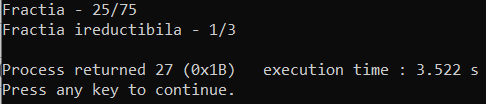 Fractia - 25/75
Fractia ireductibila - 1/3
Process returned 27 (0x1B)   execution time : 3.522 s
Press any key to continue.